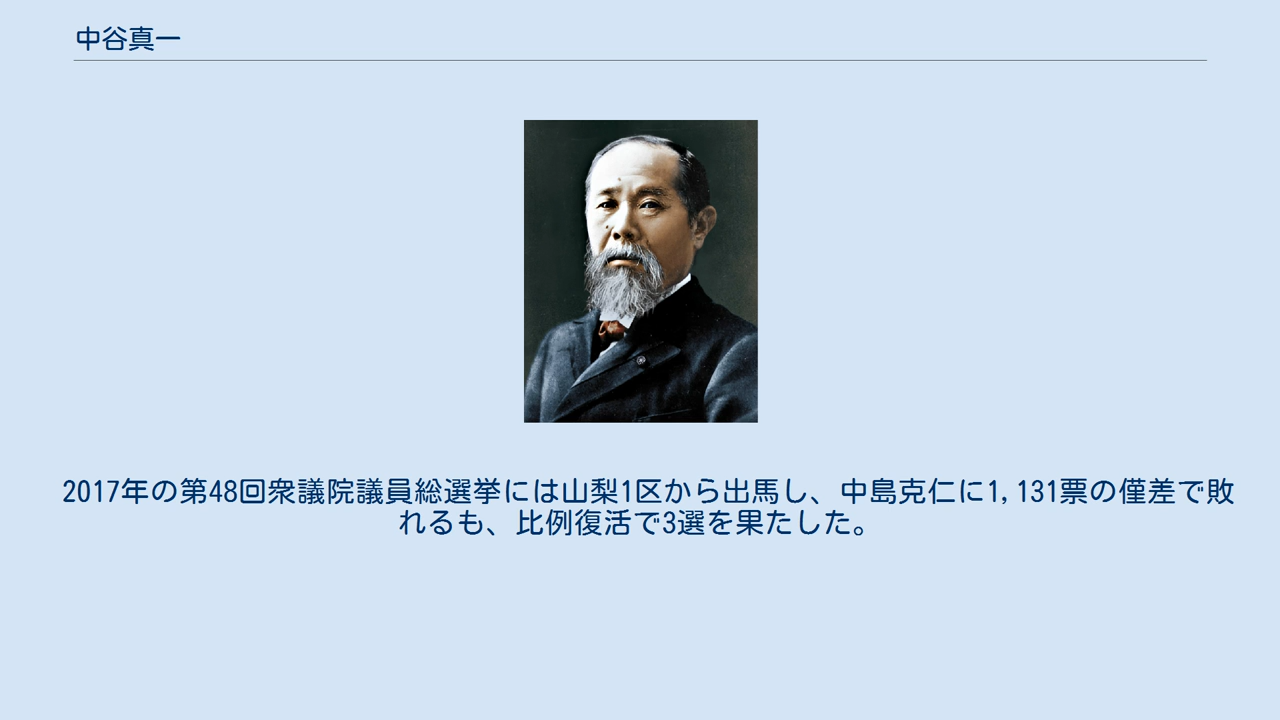 中谷真一
2017年の第48回衆議院議員総選挙には山梨1区から出馬し、中島克仁に1,131票の僅差で敗
れるも、比例復活で3選を果たした。